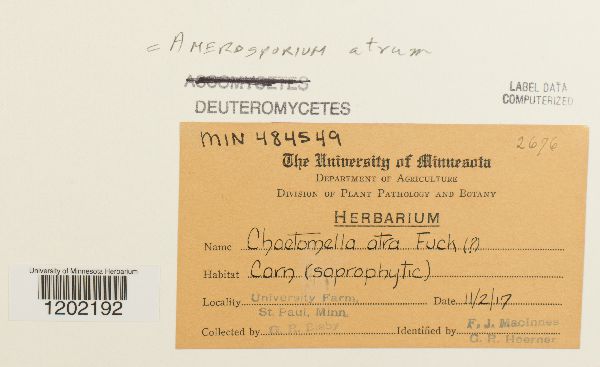 = Amerosporium atrum
ASCOMYCETES
DEUTEROMYCETES
LABEL DATA
COMPUTERIZED
MIN 484549
2676
The University of Minnesota
Department of Agriculture
Division of Plant Pathology and Botany
Herbarium
Name Chaetomella atra Fuck (?)
Habitat Corn (saprophytic)
Locality University Farm, Date 11/2/17
St. Paul, Minn.
Collected by G. R. Bisby Identified by F. J. MacInnes
G. R. Hoerner
University of Minnesota Herbarium
1202192